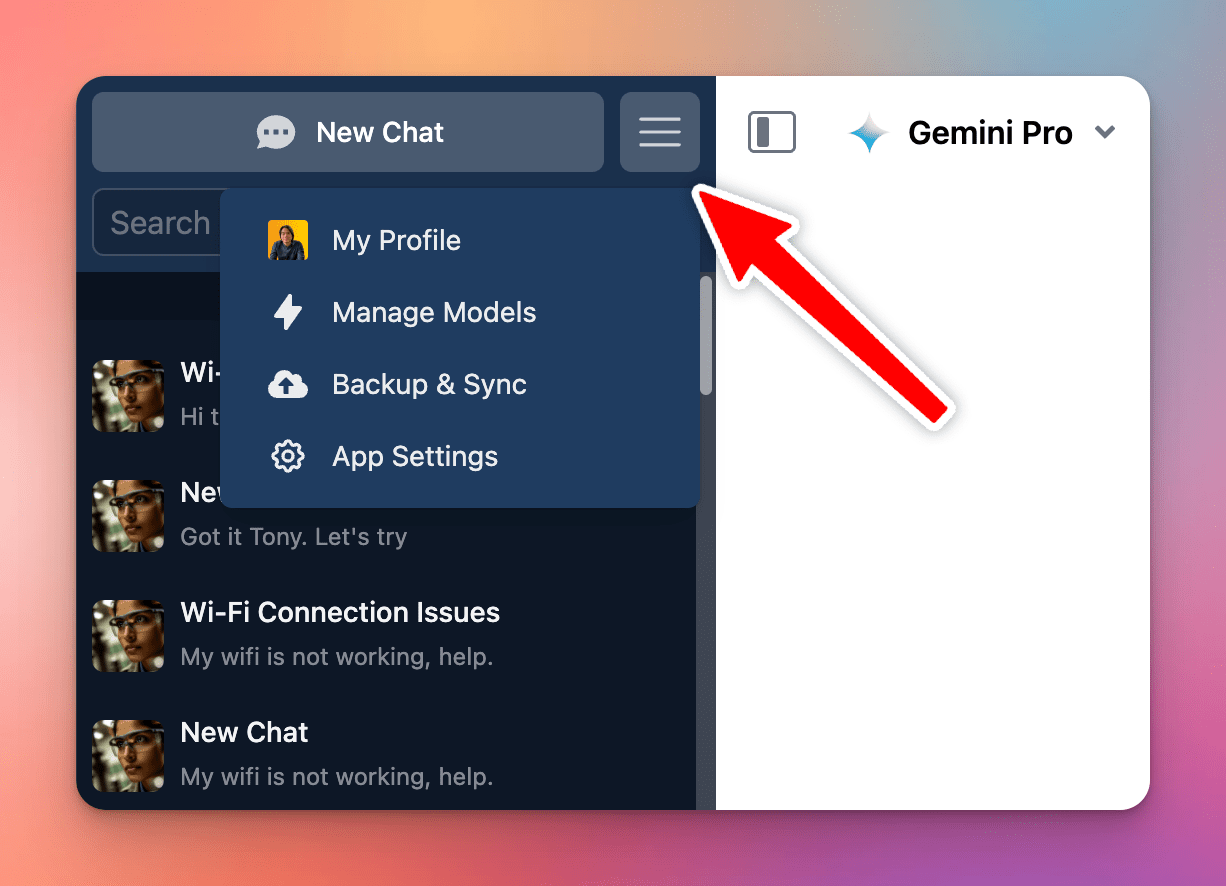 New Chat
Gemini Pro
Search
My Profile
Manage Models
Backup & Sync
App Settings
Wi-
Hi t
Ne
Got it Tony. Let's try
Wi-Fi Connection Issues
My wifi is not working, help.
New Chat
My wifi is not working, help.